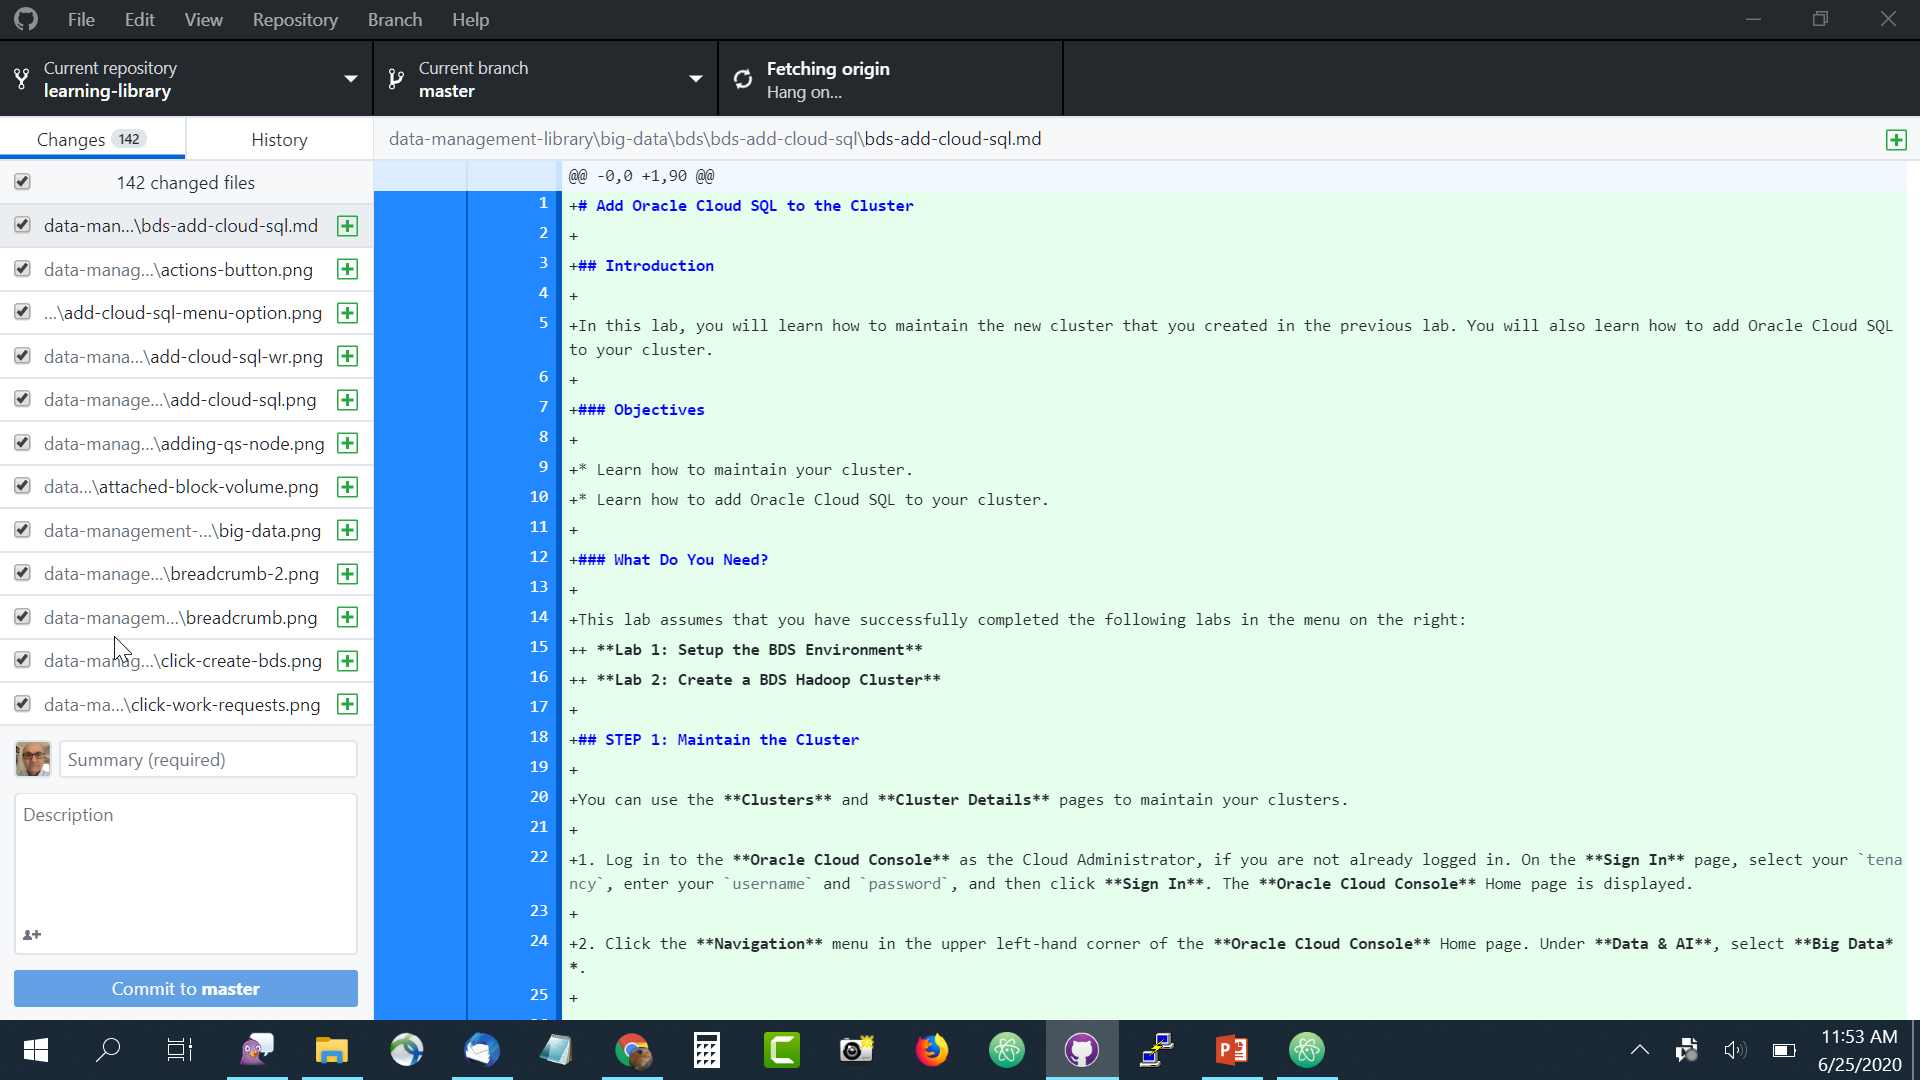 File Edit View Repository Branch Help
Current repository
learning-library
Current branch
master
Fetching origin
Hang on...
Changes 142
History
data-management-library\big-data\bds\bds-add-cloud-sql\bds-add-cloud-sql.md
142 changed files
data-man...\bds-add-cloud-sql.md
data-manag...\actions-button.png
...\add-cloud-sql-menu-option.png
data-mana...\add-cloud-sql-wr.png
data-manage...\add-cloud-sql.png
data-manag...\adding-qs-node.png
data...\attached-block-volume.png
data-management-...\big-data.png
data-manage...\breadcrumb-2.png
data-managem...\breadcrumb.png
data-manag...\click-create-bds.png
data-ma...\click-work-requests.png
Summary (required)
Description
Commit to master
@@ -0,0 +1,90 @@
1 +# Add Oracle Cloud SQL to the Cluster
2 +
3 +## Introduction
4 +
5 +In this lab, you will learn how to maintain the new cluster that you created in the previous lab. You will also learn how to add Oracle Cloud SQL
to your cluster.
6 +
7 +### Objectives
8 +
9 +* Learn how to maintain your cluster.
10 +* Learn how to add Oracle Cloud SQL to your cluster.
11 +
12 +### What Do You Need?
13 +
14 +This lab assumes that you have successfully completed the following labs in the menu on the right:
15 ++ **Lab 1: Setup the BDS Environment**
16 ++ **Lab 2: Create a BDS Hadoop Cluster**
17 +
18 +## STEP 1: Maintain the Cluster
19 +
20 +You can use the **Clusters** and **Cluster Details** pages to maintain your clusters.
21 +
22 +1. Log in to the **Oracle Cloud Console** as the Cloud Administrator, if you are not already logged in. On the **Sign In** page, select your `tena
ncy`, enter your `username` and `password`, and then click **Sign In**. The **Oracle Cloud Console** Home page is displayed.
23 +
24 +2. Click the **Navigation** menu in the upper left-hand corner of the **Oracle Cloud Console** Home page. Under **Data & AI**, select **Big Data*
*.
25 +
11:53 AM
6/25/2020